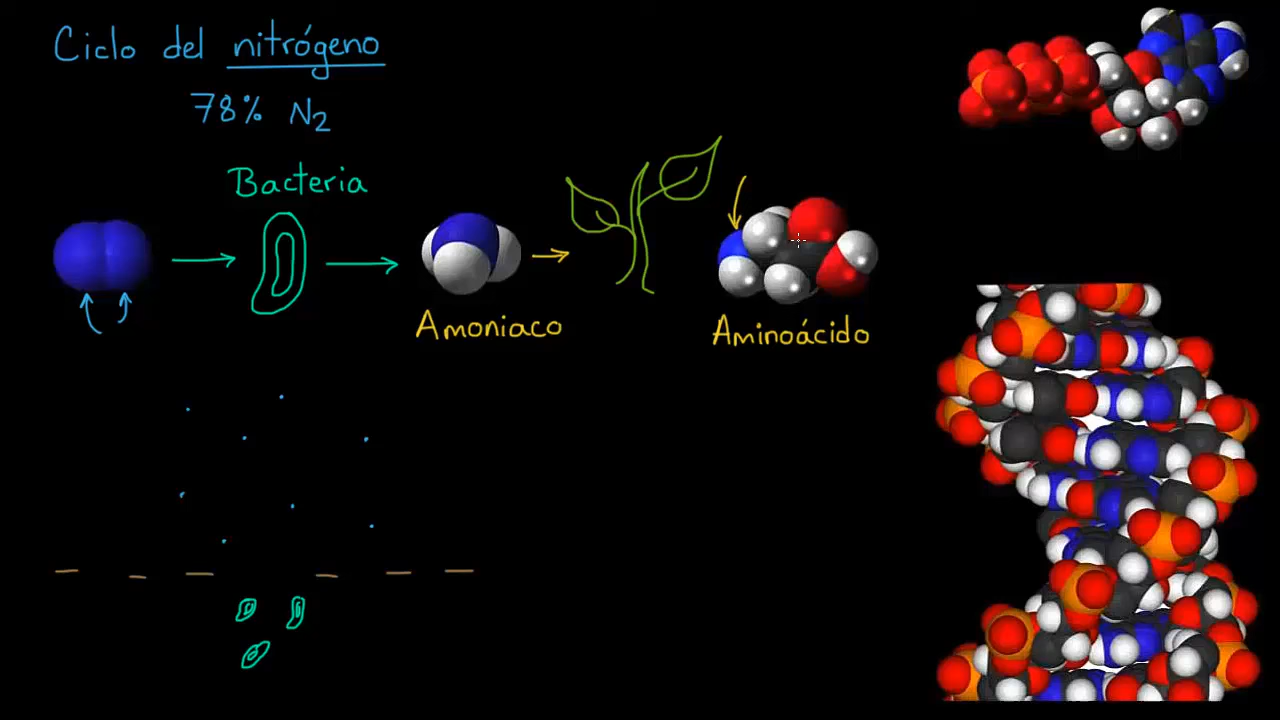 Ciclo del nitrógeno
78% N2
Bacteria
Amoniaco
Aminoácido